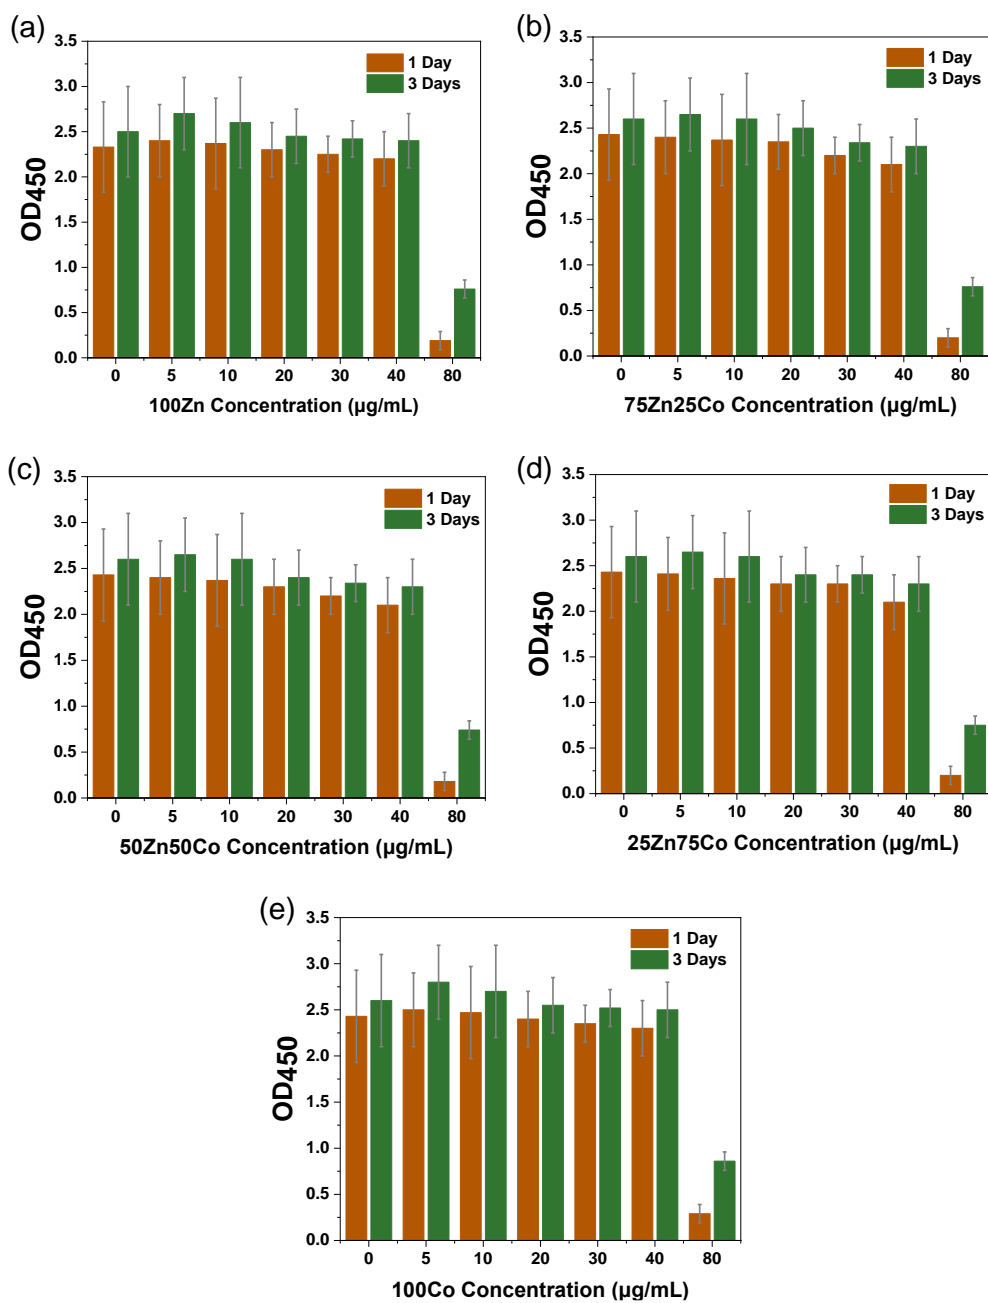 (a)
3.5
3.0
2.5
2.0
1.5
1.0
0.5
0.0
OD450
1 Day
3 Days
0 5 10 20 30 40 80
100Zn Concentration (µg/mL)
(b)
3.5
3.0
2.5
2.0
1.5
1.0
0.5
0.0
OD450
1 Day
3 Days
0 5 10 20 30 40 80
75Zn25Co Concentration (µg/mL)
(c)
3.5
3.0
2.5
2.0
1.5
1.0
0.5
0.0
OD450
1 Day
3 Days
0 5 10 20 30 40 80
50Zn50Co Concentration (µg/mL)
(d)
3.5
3.0
2.5
2.0
1.5
1.0
0.5
0.0
OD450
1 Day
3 Days
0 5 10 20 30 40 80
25Zn75Co Concentration (µg/mL)
(e)
3.5
3.0
2.5
2.0
1.5
1.0
0.5
0.0
OD450
1 Day
3 Days
0 5 10 20 30 40 80
100Co Concentration (µg/mL)